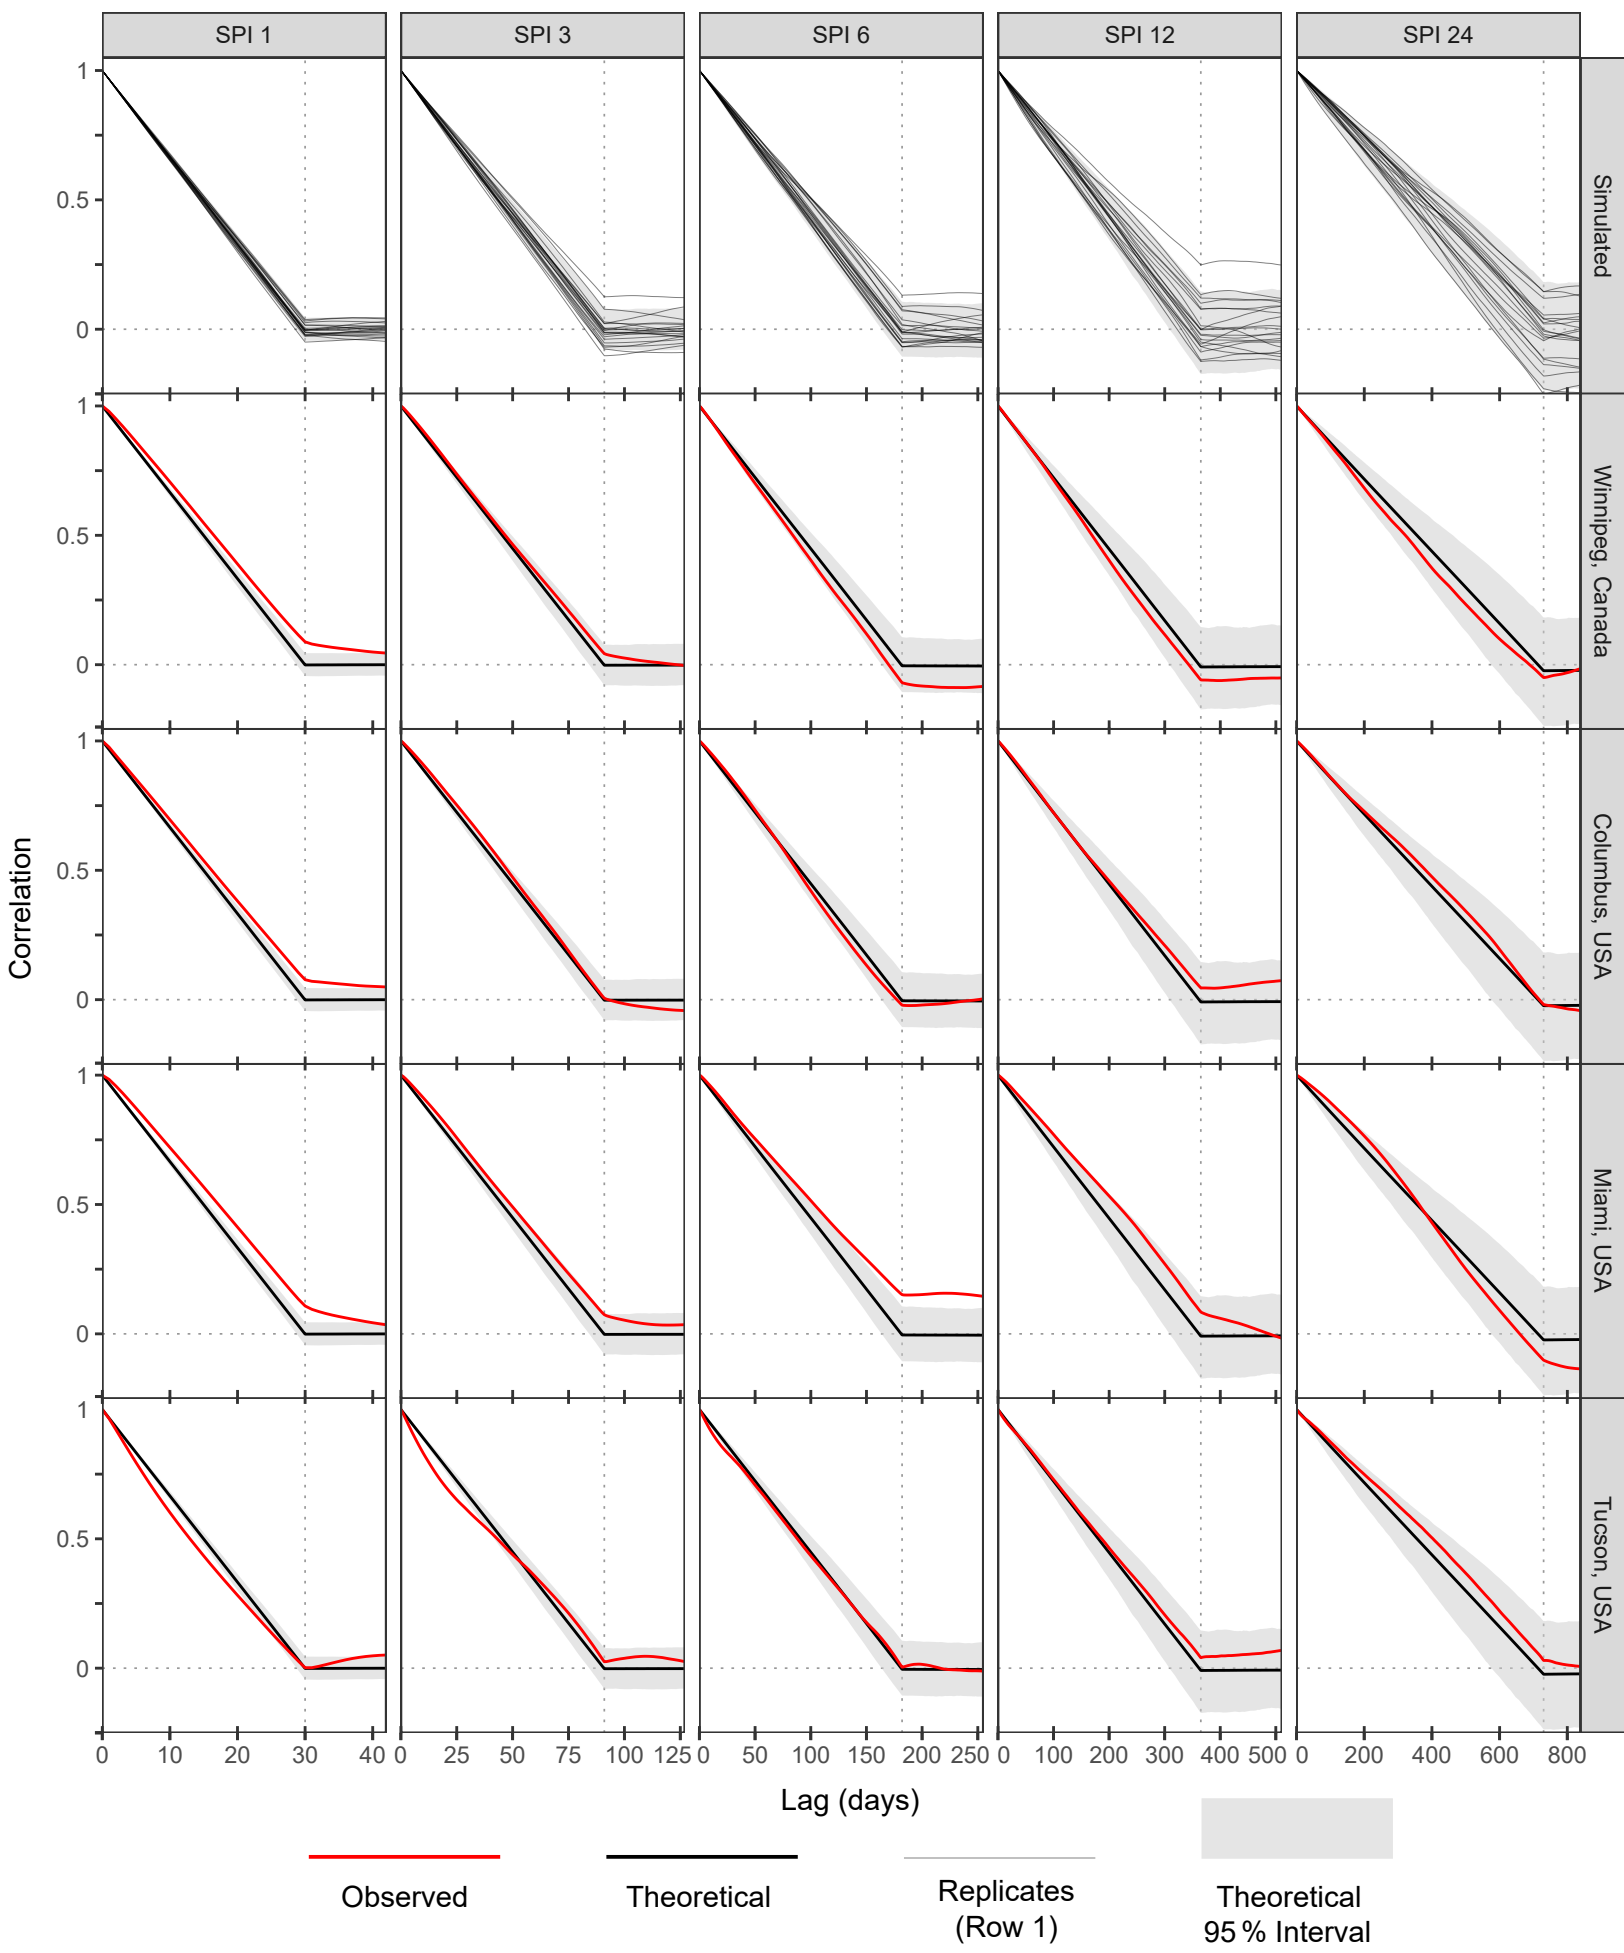 SPI 1 SPI 3 SPI 6 SPI 12 SPI 24
1
0.5
0
Simulated
1
0.5
0
Winnipeg, Canada
1
0.5
0
Columbus, USA
1
0.5
0
Miami, USA
1
0.5
0
Tucson, USA
Correlation
0 10 20 30 40 0 25 50 75 100 125 0 50 100 150 200 250 0 100 200 300 400 500 0 200 400 600 800
Lag (days)
Observed
Theoretical
Replicates
(Row 1)
Theoretical
95 % Interval